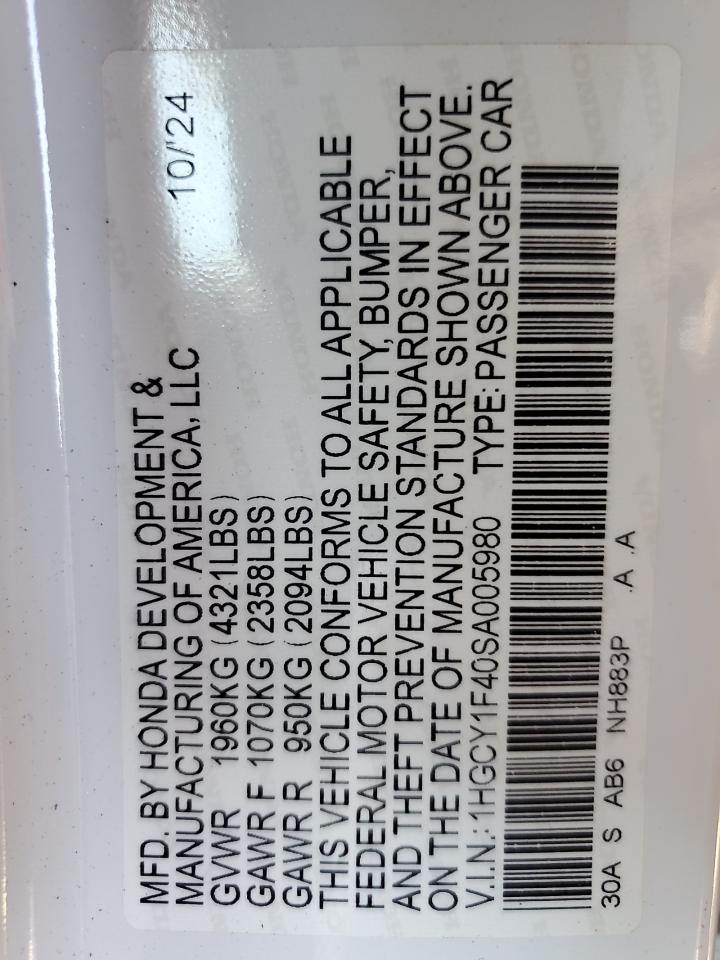 MFD. BY HONDA DEVELOPMENT & 10/'24
MANUFACTURING OF AMERICA, LLC
GVWR 1960KG (4321LBS)
GAWR F 1070KG (2358LBS)
GAWR R 950KG (2094LBS)
THIS VEHICLE CONFORMS TO ALL APPLICABLE
FEDERAL MOTOR VEHICLE SAFETY, BUMPER,
AND THEFT PREVENTION STANDARDS IN EFFECT
ON THE DATE OF MANUFACTURE SHOWN ABOVE.
V.I.N.: 1HGCY1F40SA005980 TYPE: PASSENGER CAR
30A S AB6 NH883P .A .A